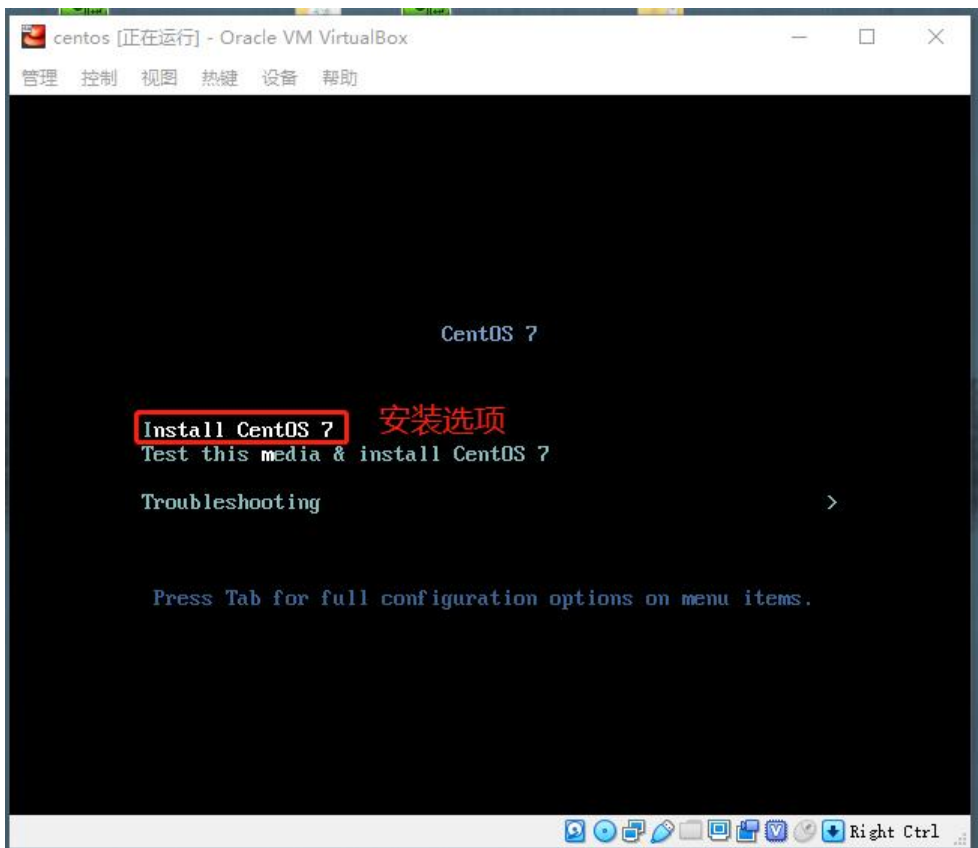 centos [正在运行] - Oracle VM VirtualBox
管理 控制 视图 热键 设备 帮助
CentOS 7
Install CentOS 7 安装选项
Test this media & install CentOS 7
Troubleshooting >
Press Tab for full configuration options on menu items.
Right Ctrl